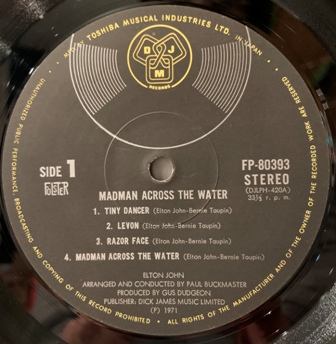 MFD. BY TOSHIBA MUSICAL INDUSTRIES LTD. IN JAPAN
ALL RIGHTS OF THE MANUFACTURER AND OF THE OWNER OF THE RECORDED WORK ARE RESERVED
UNAUTHORIZED PUBLIC PERFORMANCE BROADCASTING AND COPYING OF THIS RECORD PROHIBITED
DJM
RECORDS
SIDE 1
FP-80393
STEREO
(DJLPH-420A)
33⅓ r. p. m.
MADMAN ACROSS THE WATER
1. TINY DANCER (Elton John-Bernie Taupin)
2. LEVON (Elton John-Bernie Taupin)
3. RAZOR FACE (Elton John-Bernie Taupin)
4. MADMAN ACROSS THE WATER (Elton John-Bernie Taupin)
ELTON JOHN
ARRANGED AND CONDUCTED BY PAUL BUCKMASTER
PRODUCED BY GUS DUDGEON
PUBLISHER: DICK JAMES MUSIC LIMITED
Ⓟ 1971